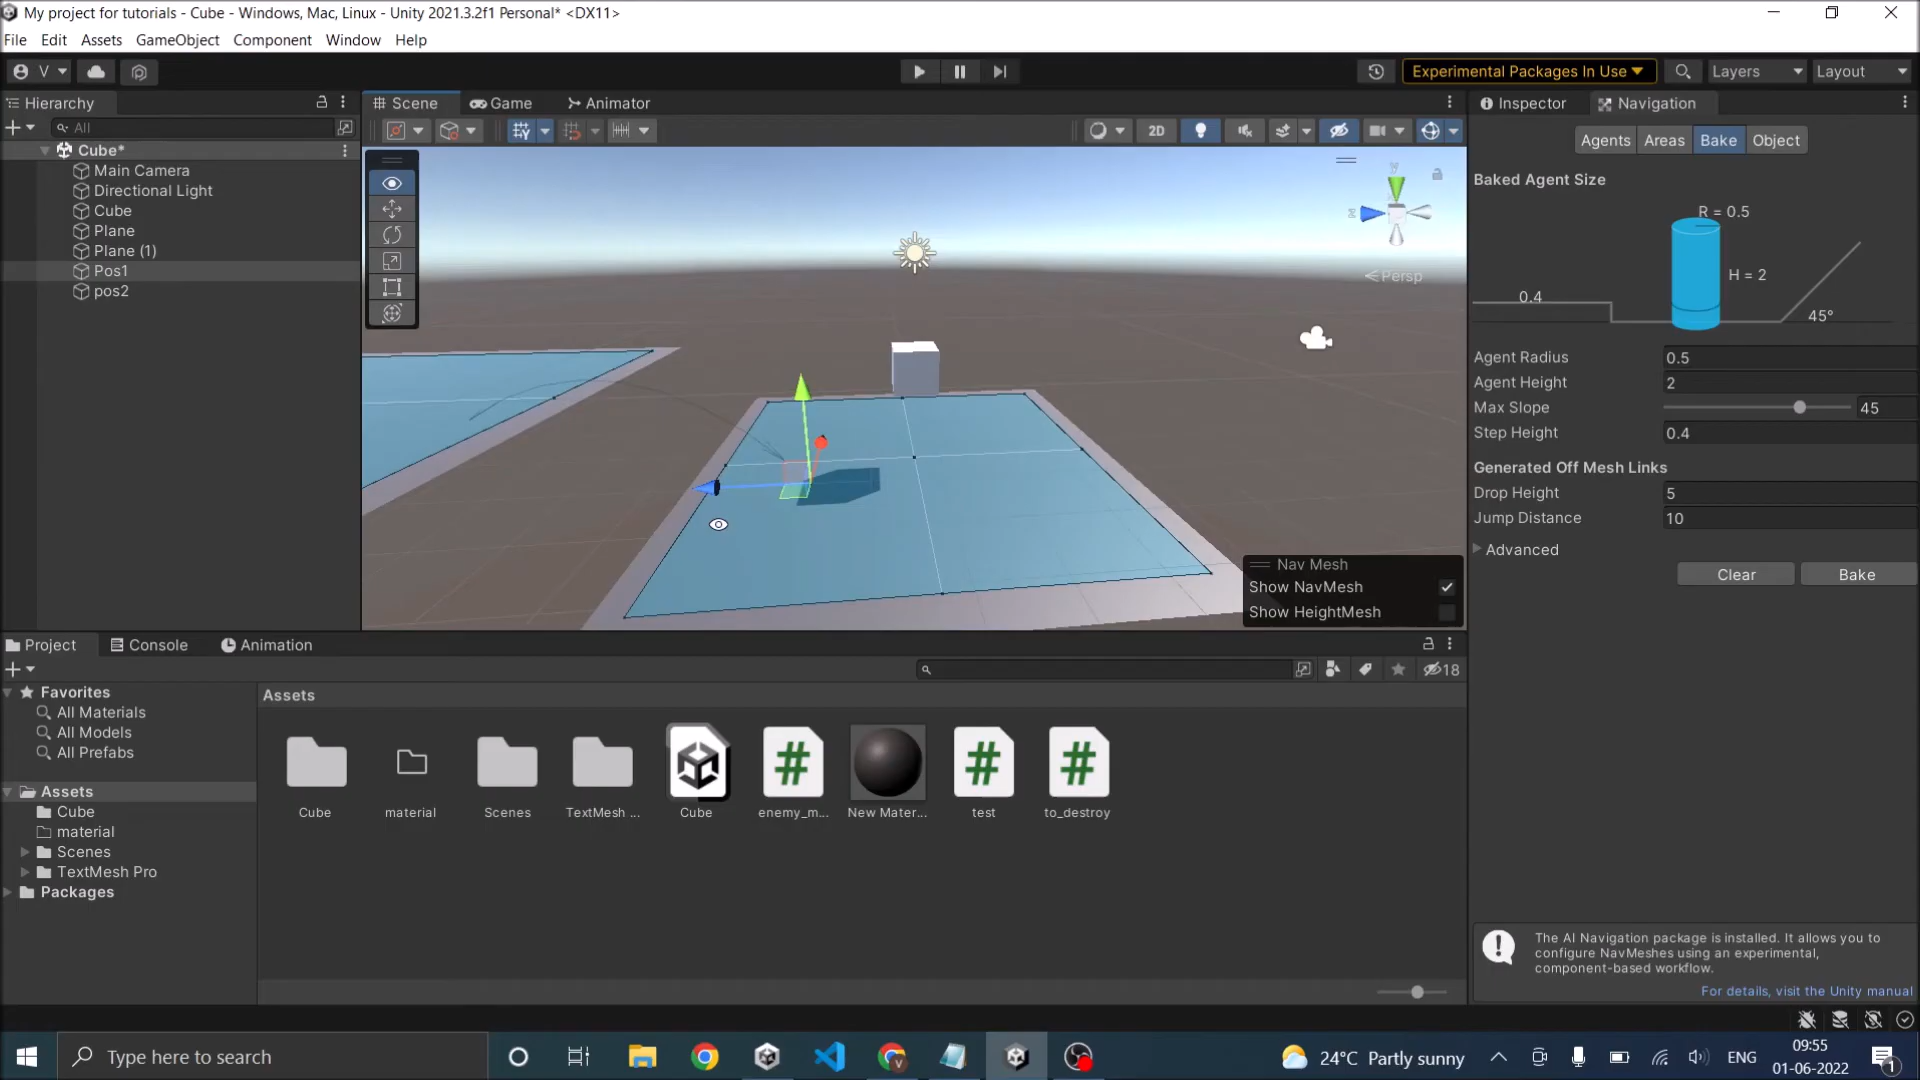 My project for tutorials - Cube - Windows, Mac, Linux - Unity 2021.3.2f1 Personal* <DX11>
File Edit Assets GameObject Component Window Help
V
Experimental Packages In Use
Layers
Layout
Hierarchy
All
Cube*
Main Camera
Directional Light
Cube
Plane
Plane (1)
Pos1
pos2
Scene
Game
Animator
2D
y
z
Persp
Nav Mesh
Show NavMesh
Show HeightMesh
Inspector
Navigation
Agents
Areas
Bake
Object
Baked Agent Size
R = 0.5
H = 2
0.4
45°
Agent Radius 0.5
Agent Height 2
Max Slope 45
Step Height 0.4
Generated Off Mesh Links
Drop Height 5
Jump Distance 10
Advanced
Clear
Bake
The AI Navigation package is installed. It allows you to
configure NavMeshes using an experimental,
component-based workflow.
For details, visit the Unity manual
Project
Console
Animation
18
Favorites
All Materials
All Models
All Prefabs
Assets
Cube
material
Scenes
TextMesh Pro
Packages
Assets
Cube
material
Scenes
TextMesh ...
Cube
enemy_m...
New Mater...
test
to_destroy
Type here to search
V
24°C Partly sunny
ENG
09:55
01-06-2022
1